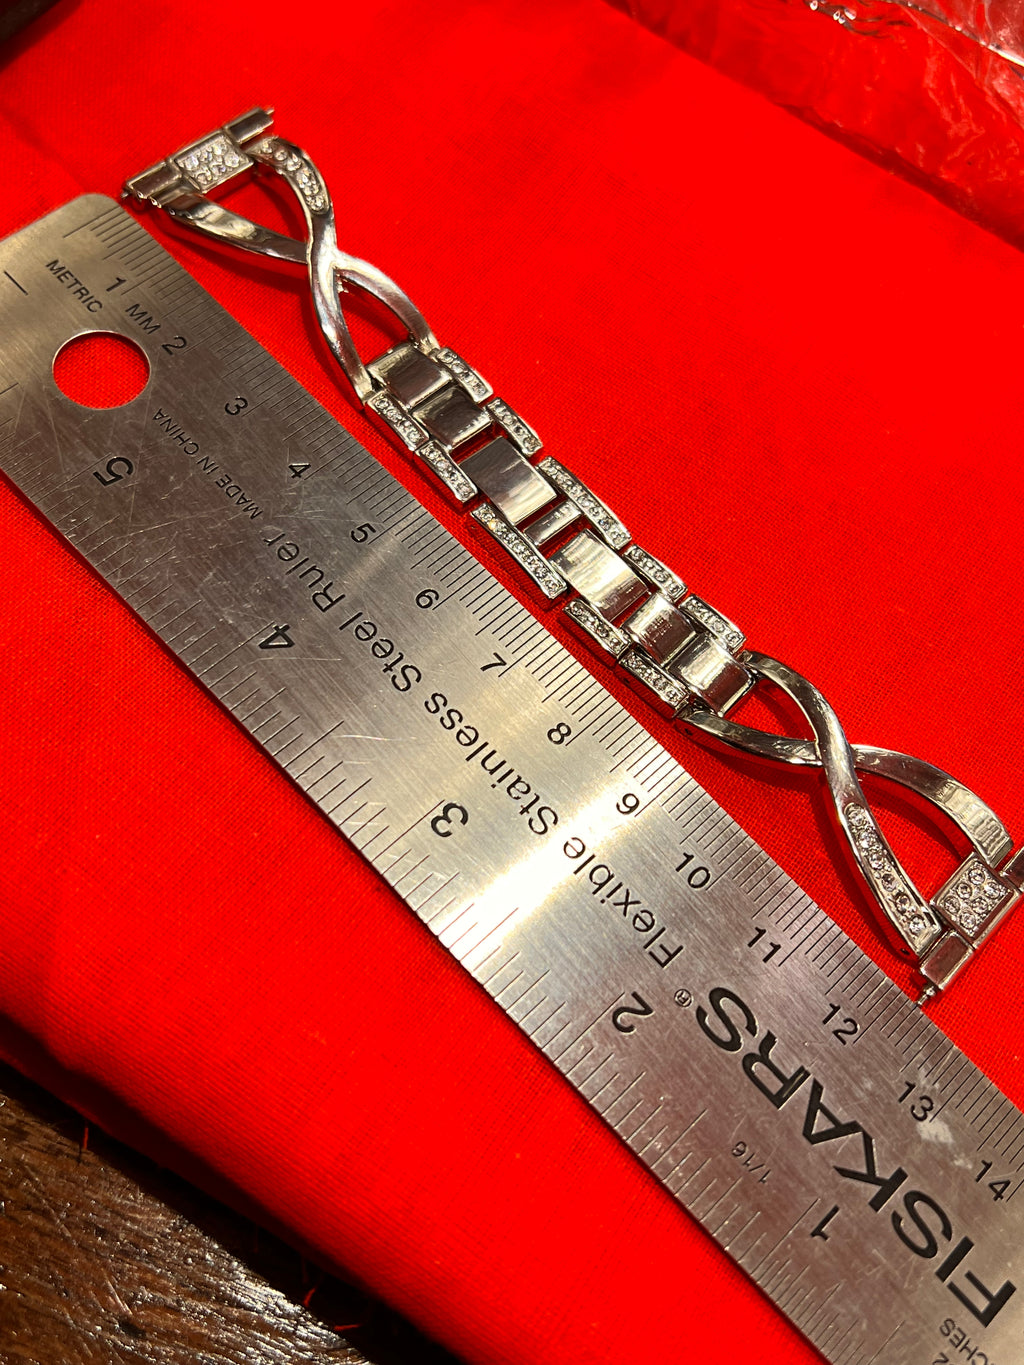 METRIC
1 MM 2 3 4 5 6 7 8 9 10 11 12 13 14
MADE IN CHINA
FISKARS® Flexible Stainless Steel Ruler
1/16
1 2 3 4 5